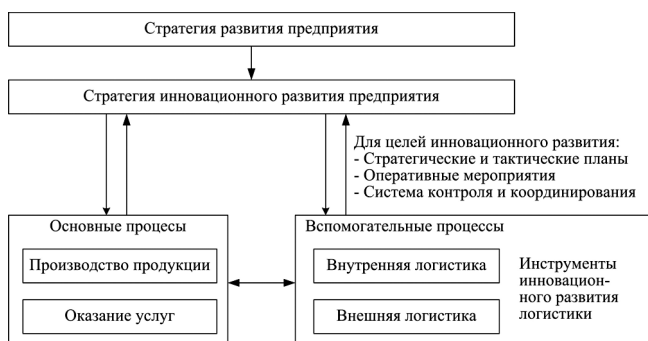 Стратегия развития предприятия
Стратегия инновационного развития предприятия
Для целей инновационного развития:
- Стратегические и тактические планы
- Оперативные мероприятия
- Система контроля и координирования
Основные процесы
Производство продукции
Оказание услуг
Вспомогательные процессы
Внутренняя логистика
Внешняя логистика
Инструменты
инновацион-
ного развития
логистики